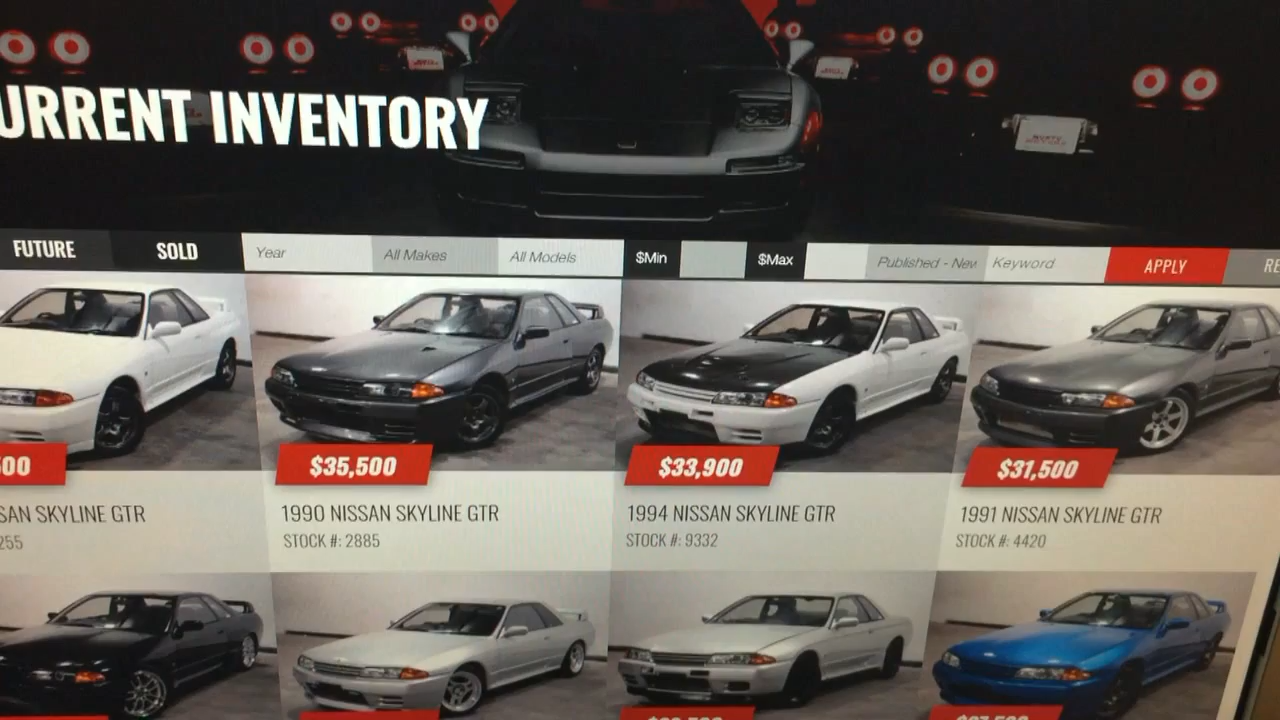 URRENT INVENTORY
FUTURE
SOLD
Year
All Makes
All Models
$Min
$Max
Published - New
Keyword
APPLY
RE
500
$35,500
$33,900
$31,500
SAN SKYLINE GTR
1990 NISSAN SKYLINE GTR
1994 NISSAN SKYLINE GTR
1991 NISSAN SKYLINE GTR
255
STOCK #: 2885
STOCK #: 9332
STOCK #: 4420